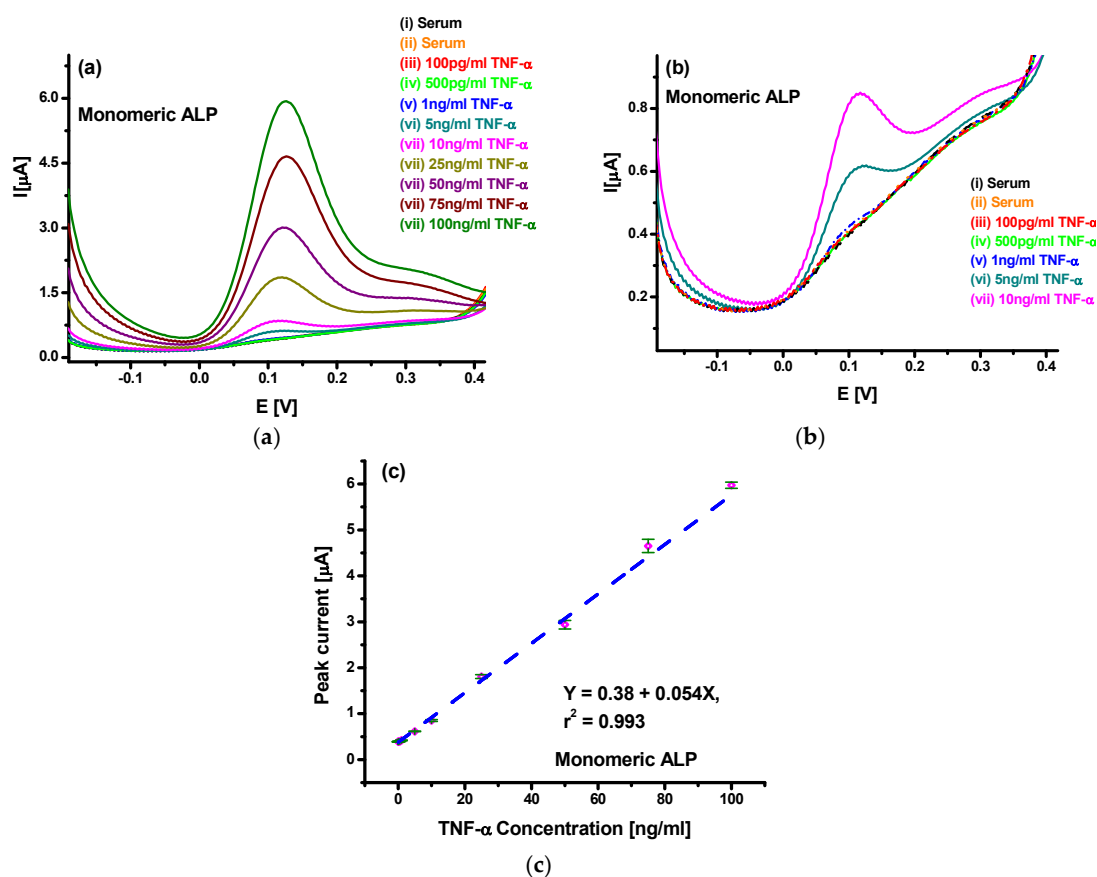 (a)
Monomeric ALP
(i) Serum
(ii) Serum
(iii) 100pg/ml TNF-α
(iv) 500pg/ml TNF-α
(v) 1ng/ml TNF-α
(vi) 5ng/ml TNF-α
(vii) 10ng/ml TNF-α
(vii) 25ng/ml TNF-α
(vii) 50ng/ml TNF-α
(vii) 75ng/ml TNF-α
(vii) 100ng/ml TNF-α
I[µA]
6.0
4.5
3.0
1.5
0.0
-0.1 0.0 0.1 0.2 0.3 0.4
E [V]
(a)
(b)
Monomeric ALP
(i) Serum
(ii) Serum
(iii) 100pg/ml TNF-α
(iv) 500pg/ml TNF-α
(v) 1ng/ml TNF-α
(vi) 5ng/ml TNF-α
(vii) 10ng/ml TNF-α
I[µA]
0.8
0.6
0.4
0.2
-0.1 0.0 0.1 0.2 0.3 0.4
E [V]
(b)
(c)
Peak current [µA]
6
5
4
3
2
1
0
Y = 0.38 + 0.054X,
r² = 0.993
Monomeric ALP
0 20 40 60 80 100
TNF-α Concentration [ng/ml]
(c)